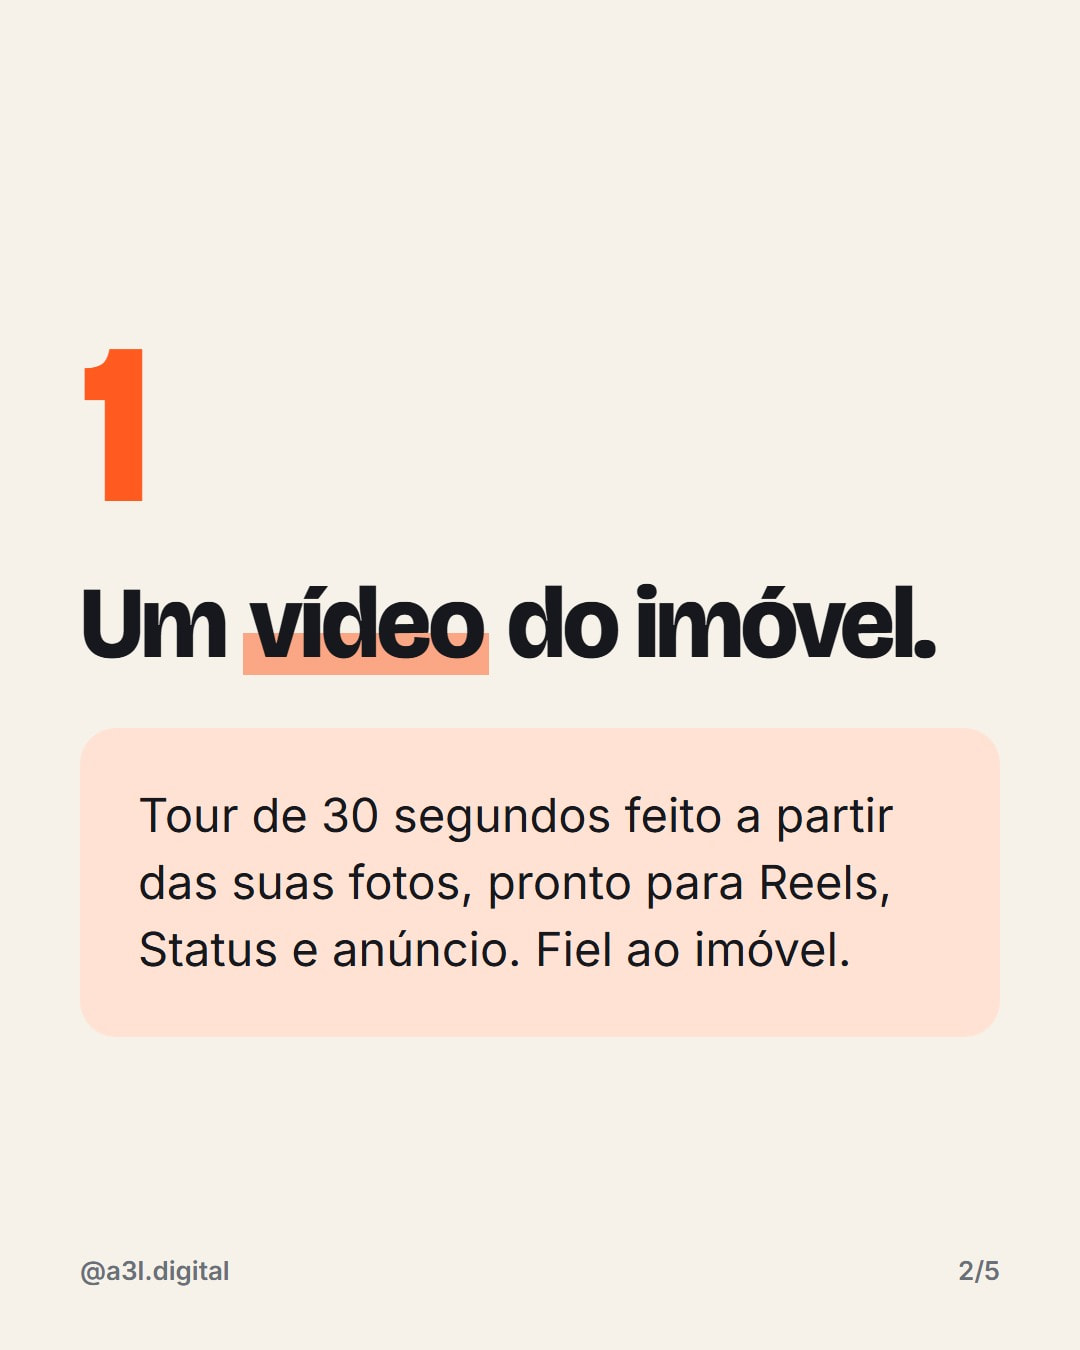 1
Um vídeo do imóvel.
Tour de 30 segundos feito a partir
das suas fotos, pronto para Reels,
Status e anúncio. Fiel ao imóvel.
@a3l.digital
2/5